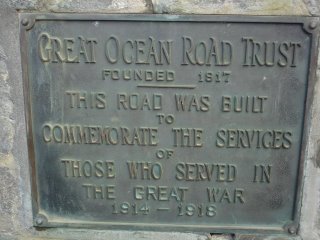 GREAT OCEAN ROAD TRUST
FOUNDED 1917
THIS ROAD WAS BUILT
TO
COMMEMORATE THE SERVICES
OF
THOSE WHO SERVED IN
THE GREAT WAR
1914 – 1918